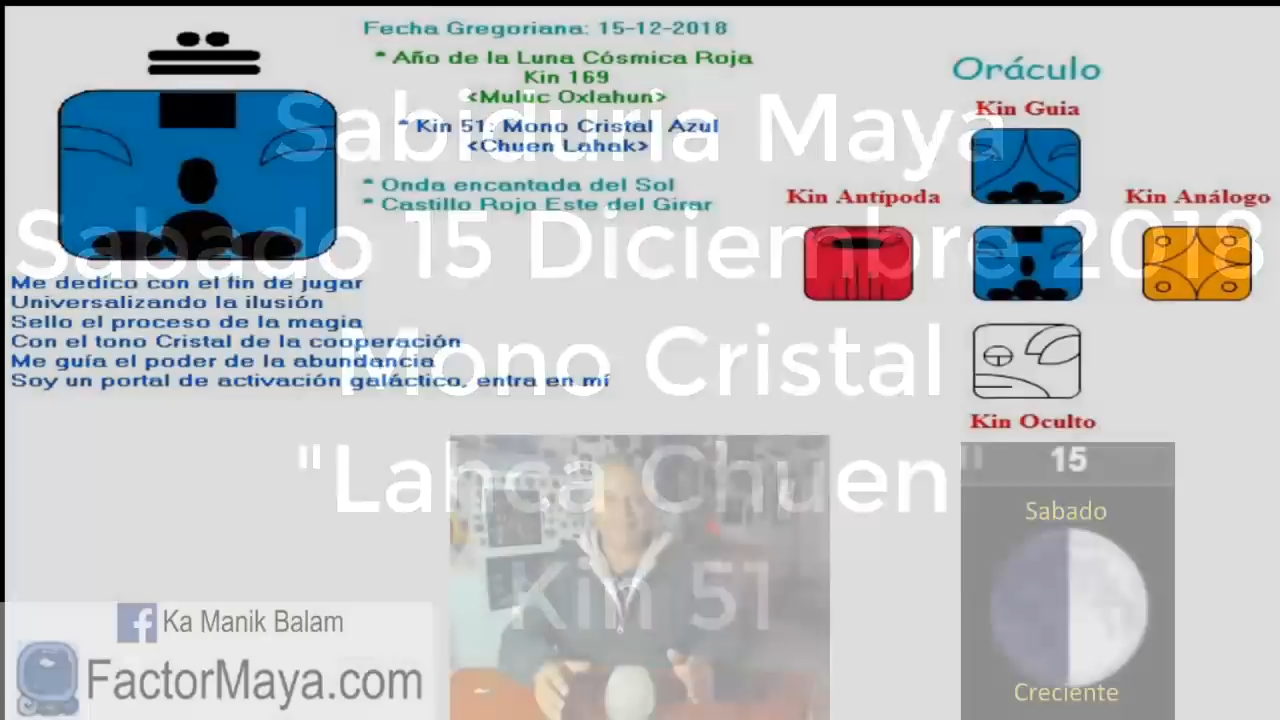 Fecha Gregoriana: 15-12-2018
* Año de la Luna Cósmica Roja
Kin 169
<Muluc Oxlahun>
* Kin 51: Mono Cristal Azul
<Chuen Lahak>
* Onda encantada del Sol
* Castillo Rojo Este del Girar
Oráculo
Kin Guia
Kin Antípoda
Kin Análogo
Kin Oculto
Sabiduria Maya
Sabado 15 Diciembre 2018
Mono Cristal
"Lahca Chuen
Kin 51
Me dedico con el fin de jugar
Universalizando la ilusión
Sello el proceso de la magia
Con el tono Cristal de la cooperación
Me guía el poder de la abundancia
Soy un portal de activación galáctico, entra en mí
15
Sabado
Creciente
Ka Manik Balam
FactorMaya.com